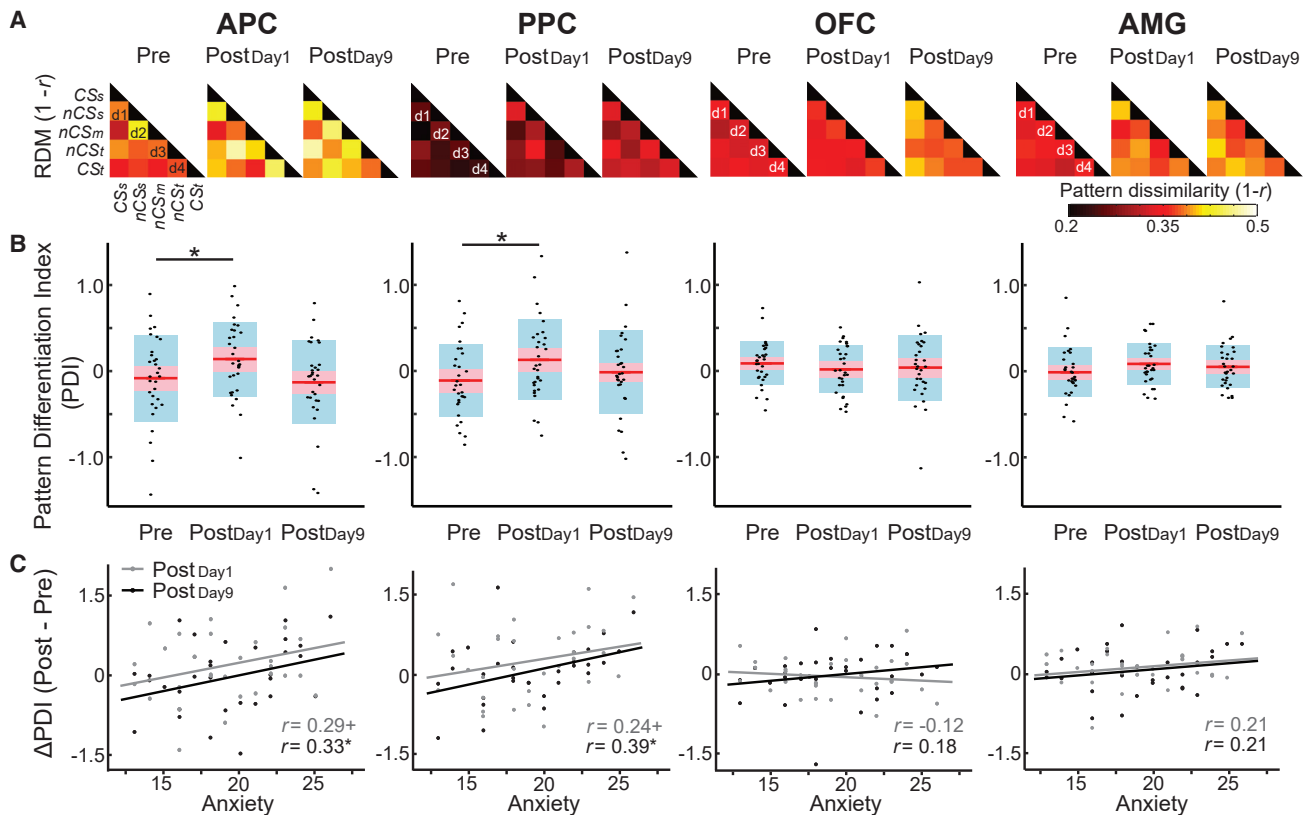 A
APC PPC OFC AMG
Pre PostDay1 PostDay9 Pre PostDay1 PostDay9 Pre PostDay1 PostDay9 Pre PostDay1 PostDay9
RDM (1 -r)
CSs
nCSs d1 d1 d1 d1
nCSm d2 d2 d2 d2
nCSt d3 d3 d3 d3
CSt d4 d4 d4 d4
CSs nCSs nCSm nCSt CSt
Pattern dissimilarity (1-r)
0.2 0.35 0.5
B
Pattern Differentiation Index (PDI)
* *
1.0 1.0 1.0 1.0
0 0 0 0
-1.0 -1.0 -1.0 -1.0
Pre PostDay1 PostDay9 Pre PostDay1 PostDay9 Pre PostDay1 PostDay9 Pre PostDay1 PostDay9
C
ΔPDI (Post - Pre)
Post Day1
Post Day9
1.5 1.5 1.5 1.5
0 0 0 0
-1.5 -1.5 -1.5 -1.5
r= 0.29+ r= 0.24+ r= -0.12 r= 0.21
r= 0.33* r= 0.39* r= 0.18 r= 0.21
15 20 25 15 20 25 15 20 25 15 20 25
Anxiety Anxiety Anxiety Anxiety